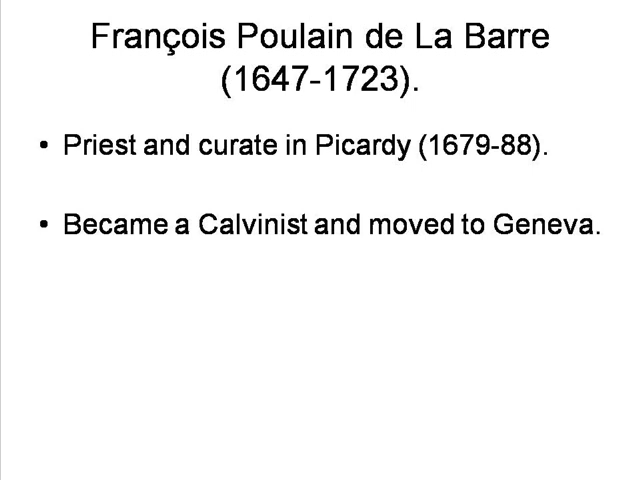 François Poulain de La Barre
(1647-1723).
• Priest and curate in Picardy (1679-88).
• Became a Calvinist and moved to Geneva.